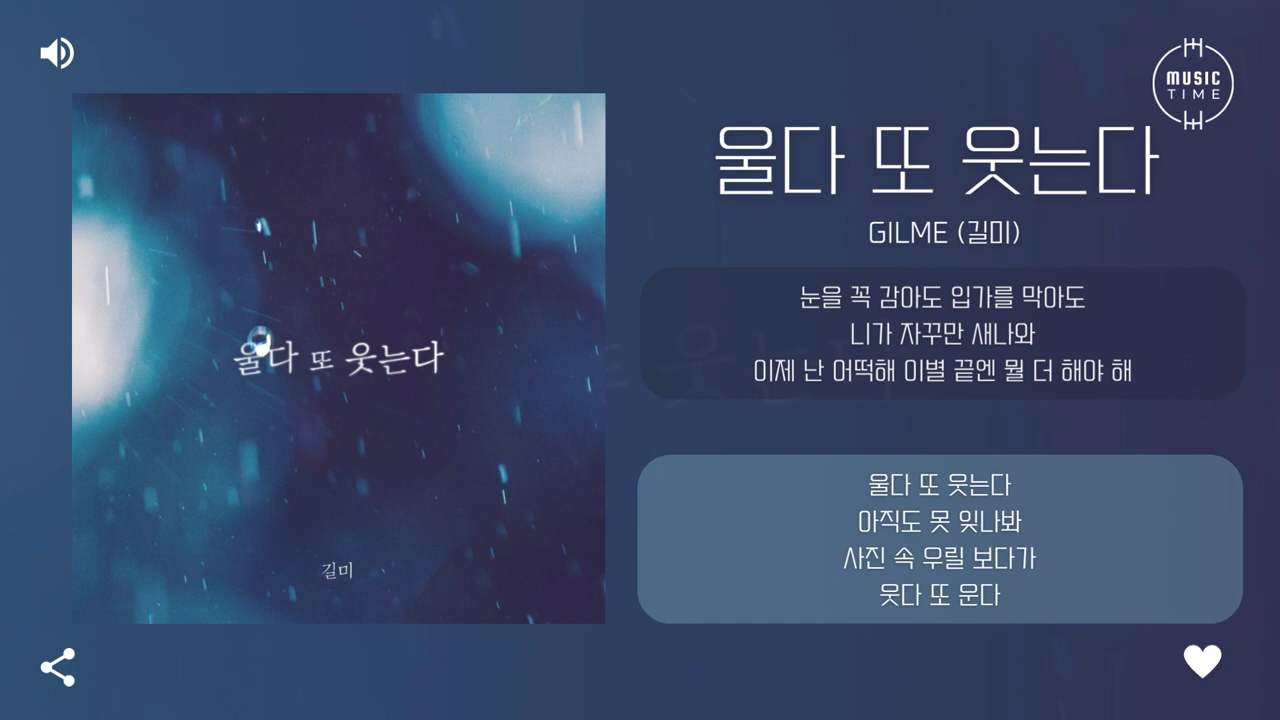 MUSIC
TIME
울다 또 웃는다
GILME (길미)
눈을 꼭 감아도 입가를 막아도
니가 자꾸만 새나와
이제 난 어떡해 이별 끝엔 뭘 더 해야 해
울다 또 웃는다
아직도 못 잊나봐
사진 속 우릴 보다가
웃다 또 운다
울다 또 웃는다
길미